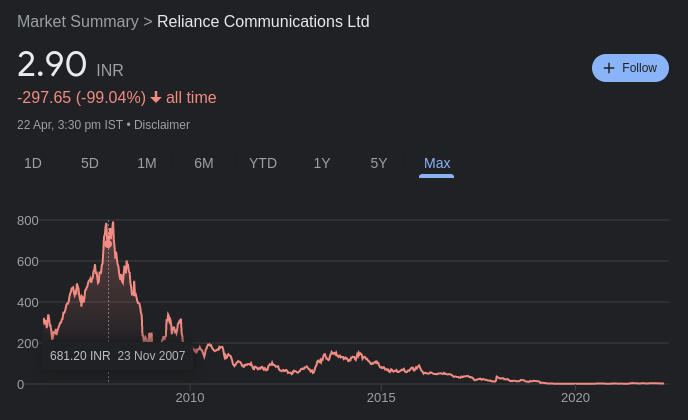 Market Summary > Reliance Communications Ltd
2.90 INR
+ Follow
-297.65 (-99.04%) ↓ all time
22 Apr, 3:30 pm IST • Disclaimer
1D 5D 1M 6M YTD 1Y 5Y Max
800
600
400
200
681.20 INR 23 Nov 2007
0
2010 2015 2020